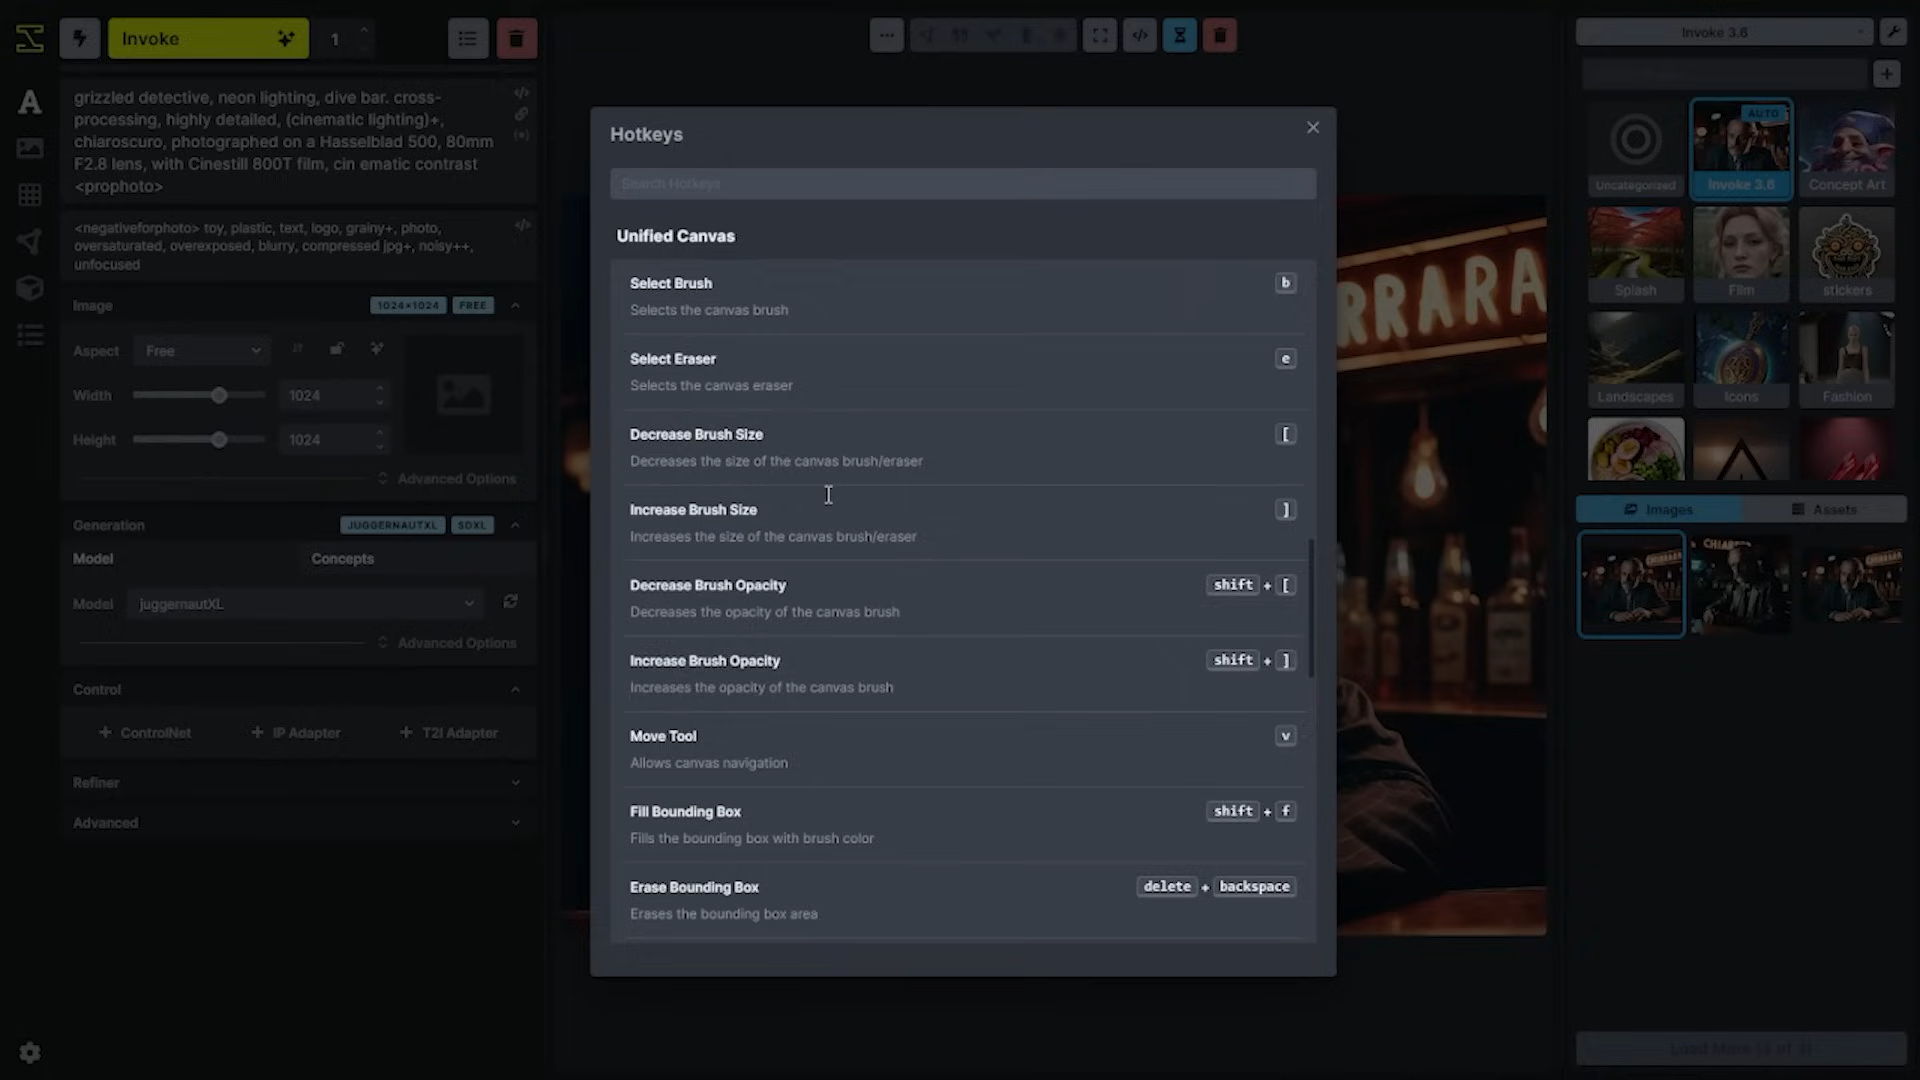 Invoke
1
grizzled detective, neon lighting, dive bar. cross-
processing, highly detailed, (cinematic lighting)+,
chiaroscuro, photographed on a Hasselblad 500, 80mm
F2.8 lens, with Cinestill 800T film, cin ematic contrast
<prophoto>
<negativeforphoto> toy, plastic, text, logo, grainy+, photo,
oversaturated, overexposed, blurry, compressed jpg+, noisy++,
unfocused
Image
1024×1024
FREE
Aspect
Free
Width
1024
Height
1024
Advanced Options
Generation
JUGGERNAUTXL
SDXL
Model
Concepts
Model
juggernautXL
Advanced Options
Control
+ ControlNet
+ IP Adapter
+ T2I Adapter
Refiner
Advanced
Hotkeys
Search Hotkeys
Unified Canvas
Select Brush
b
Selects the canvas brush
Select Eraser
e
Selects the canvas eraser
Decrease Brush Size
[
Decreases the size of the canvas brush/eraser
Increase Brush Size
]
Increases the size of the canvas brush/eraser
Decrease Brush Opacity
shift + [
Decreases the opacity of the canvas brush
Increase Brush Opacity
shift + ]
Increases the opacity of the canvas brush
Move Tool
v
Allows canvas navigation
Fill Bounding Box
shift + f
Fills the bounding box with brush color
Erase Bounding Box
delete + backspace
Erases the bounding box area
RRARA
Invoke 3.6
AUTO
Uncategorized
Invoke 3.6
Concept Art
Splash
Film
stickers
Landscapes
Icons
Fashion
Images
Assets